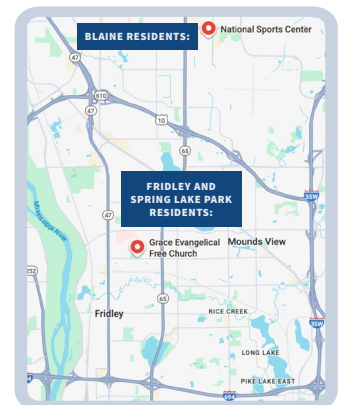 BLAINE RESIDENTS:
National Sports Center
47
610
47
10
65
FRIDLEY AND
SPRING LAKE PARK
RESIDENTS:
35W
Mississippi River
47
Grace Evangelical
Free Church
Mounds View
252
65
Fridley
RICE CREEK
35W
LONG LAKE
PIKE LAKE EAST
694